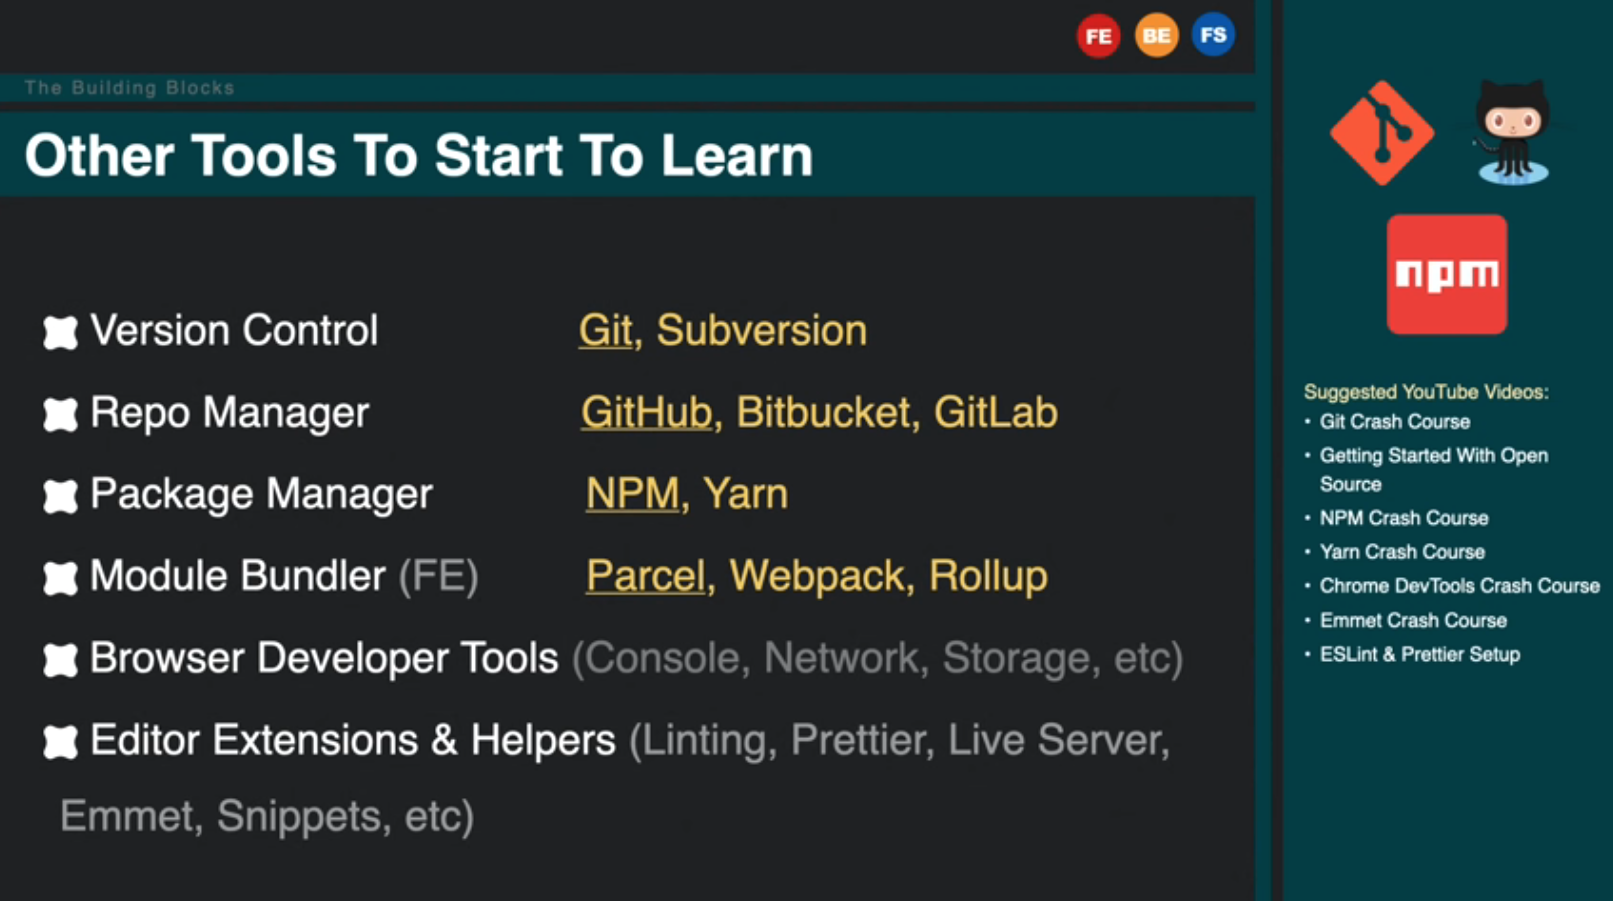 FE BE FS
The Building Blocks
Other Tools To Start To Learn
Version Control Git, Subversion
Repo Manager GitHub, Bitbucket, GitLab
Package Manager NPM, Yarn
Module Bundler (FE) Parcel, Webpack, Rollup
Browser Developer Tools (Console, Network, Storage, etc)
Editor Extensions & Helpers (Linting, Prettier, Live Server,
Emmet, Snippets, etc)
npm
Suggested YouTube Videos:
• Git Crash Course
• Getting Started With Open
Source
• NPM Crash Course
• Yarn Crash Course
• Chrome DevTools Crash Course
• Emmet Crash Course
• ESLint & Prettier Setup